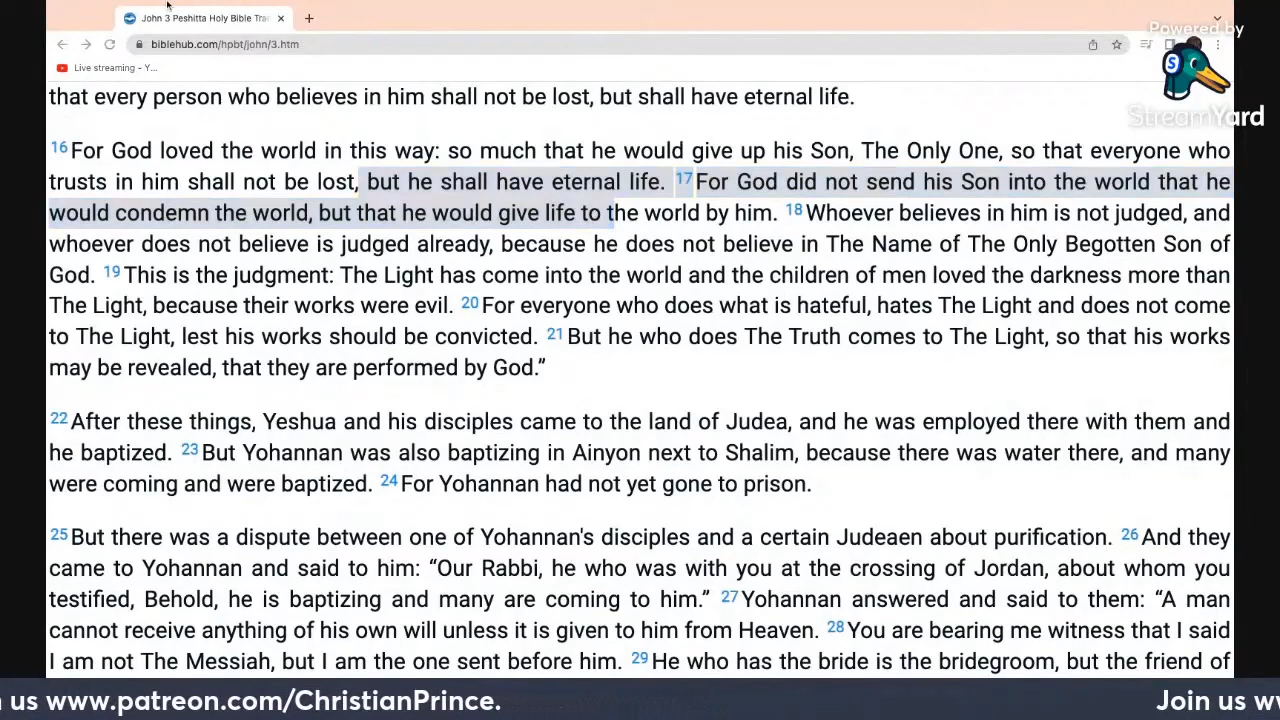 John 3 Peshitta Holy Bible Tra
biblehub.com/hpbt/john/3.htm
Live streaming - Y...
Powered by
StreamYard
that every person who believes in him shall not be lost, but shall have eternal life.
16 For God loved the world in this way: so much that he would give up his Son, The Only One, so that everyone who
trusts in him shall not be lost, but he shall have eternal life. 17 For God did not send his Son into the world that he
would condemn the world, but that he would give life to the world by him. 18 Whoever believes in him is not judged, and
whoever does not believe is judged already, because he does not believe in The Name of The Only Begotten Son of
God. 19 This is the judgment: The Light has come into the world and the children of men loved the darkness more than
The Light, because their works were evil. 20 For everyone who does what is hateful, hates The Light and does not come
to The Light, lest his works should be convicted. 21 But he who does The Truth comes to The Light, so that his works
may be revealed, that they are performed by God.”
22 After these things, Yeshua and his disciples came to the land of Judea, and he was employed there with them and
he baptized. 23 But Yohannan was also baptizing in Ainyon next to Shalim, because there was water there, and many
were coming and were baptized. 24 For Yohannan had not yet gone to prison.
25 But there was a dispute between one of Yohannan's disciples and a certain Judeaen about purification. 26 And they
came to Yohannan and said to him: “Our Rabbi, he who was with you at the crossing of Jordan, about whom you
testified, Behold, he is baptizing and many are coming to him.” 27 Yohannan answered and said to them: “A man
cannot receive anything of his own will unless it is given to him from Heaven. 28 You are bearing me witness that I said
I am not The Messiah, but I am the one sent before him. 29 He who has the bride is the bridegroom, but the friend of
n us www.patreon.com/ChristianPrince. Join us w